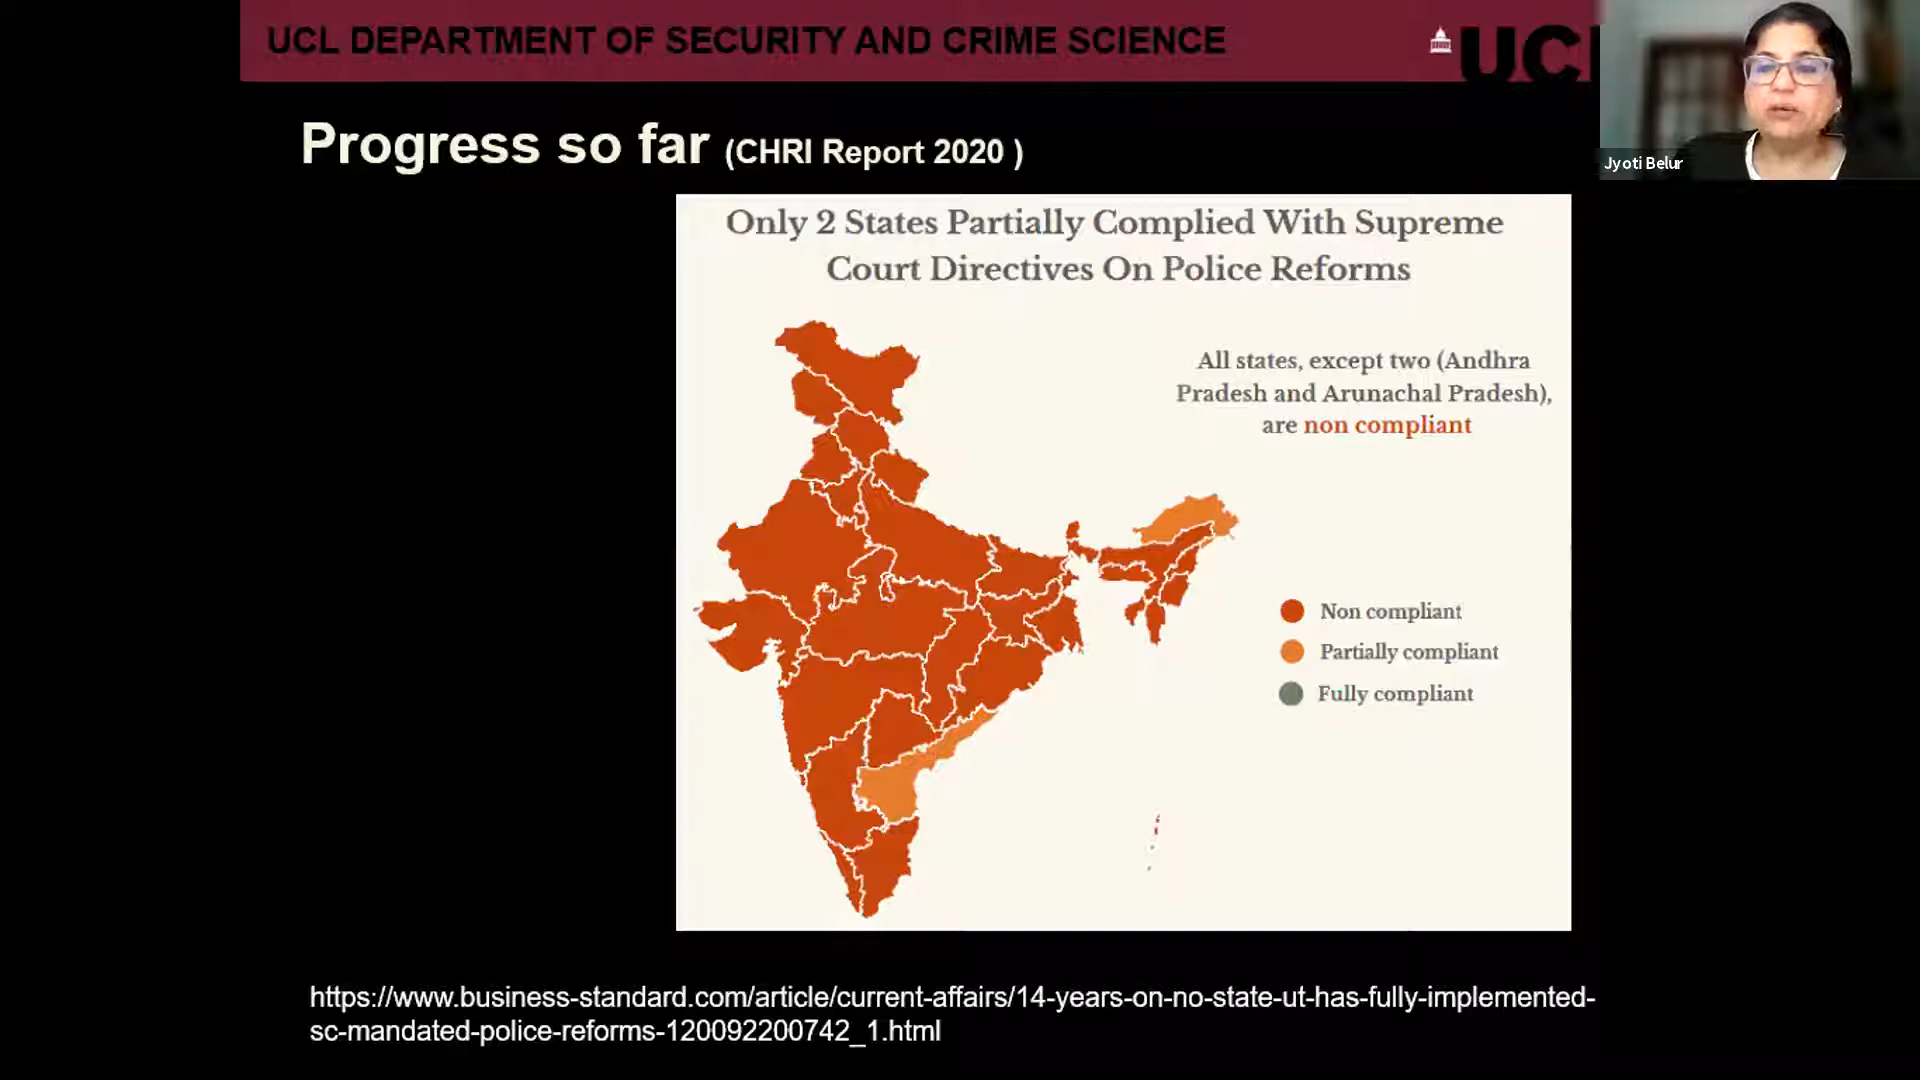 UCL DEPARTMENT OF SECURITY AND CRIME SCIENCE
UCL
Jyoti Belur
Progress so far (CHRI Report 2020 )
Only 2 States Partially Complied With Supreme
Court Directives On Police Reforms
All states, except two (Andhra
Pradesh and Arunachal Pradesh),
are non compliant
Non compliant
Partially compliant
Fully compliant
https://www.business-standard.com/article/current-affairs/14-years-on-no-state-ut-has-fully-implemented-
sc-mandated-police-reforms-120092200742_1.html